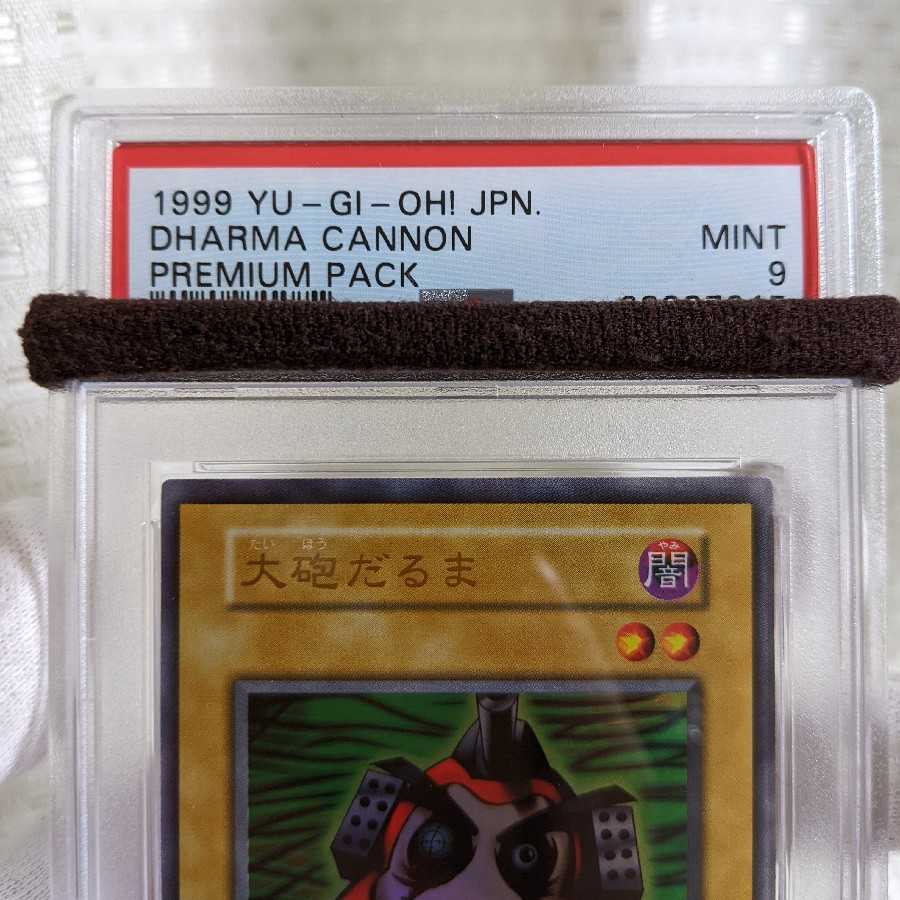 1999 YU-GI-OH! JPN.
DHARMA CANNON
MINT
PREMIUM PACK
9
たい ほう
大砲だるま
やみ
闇